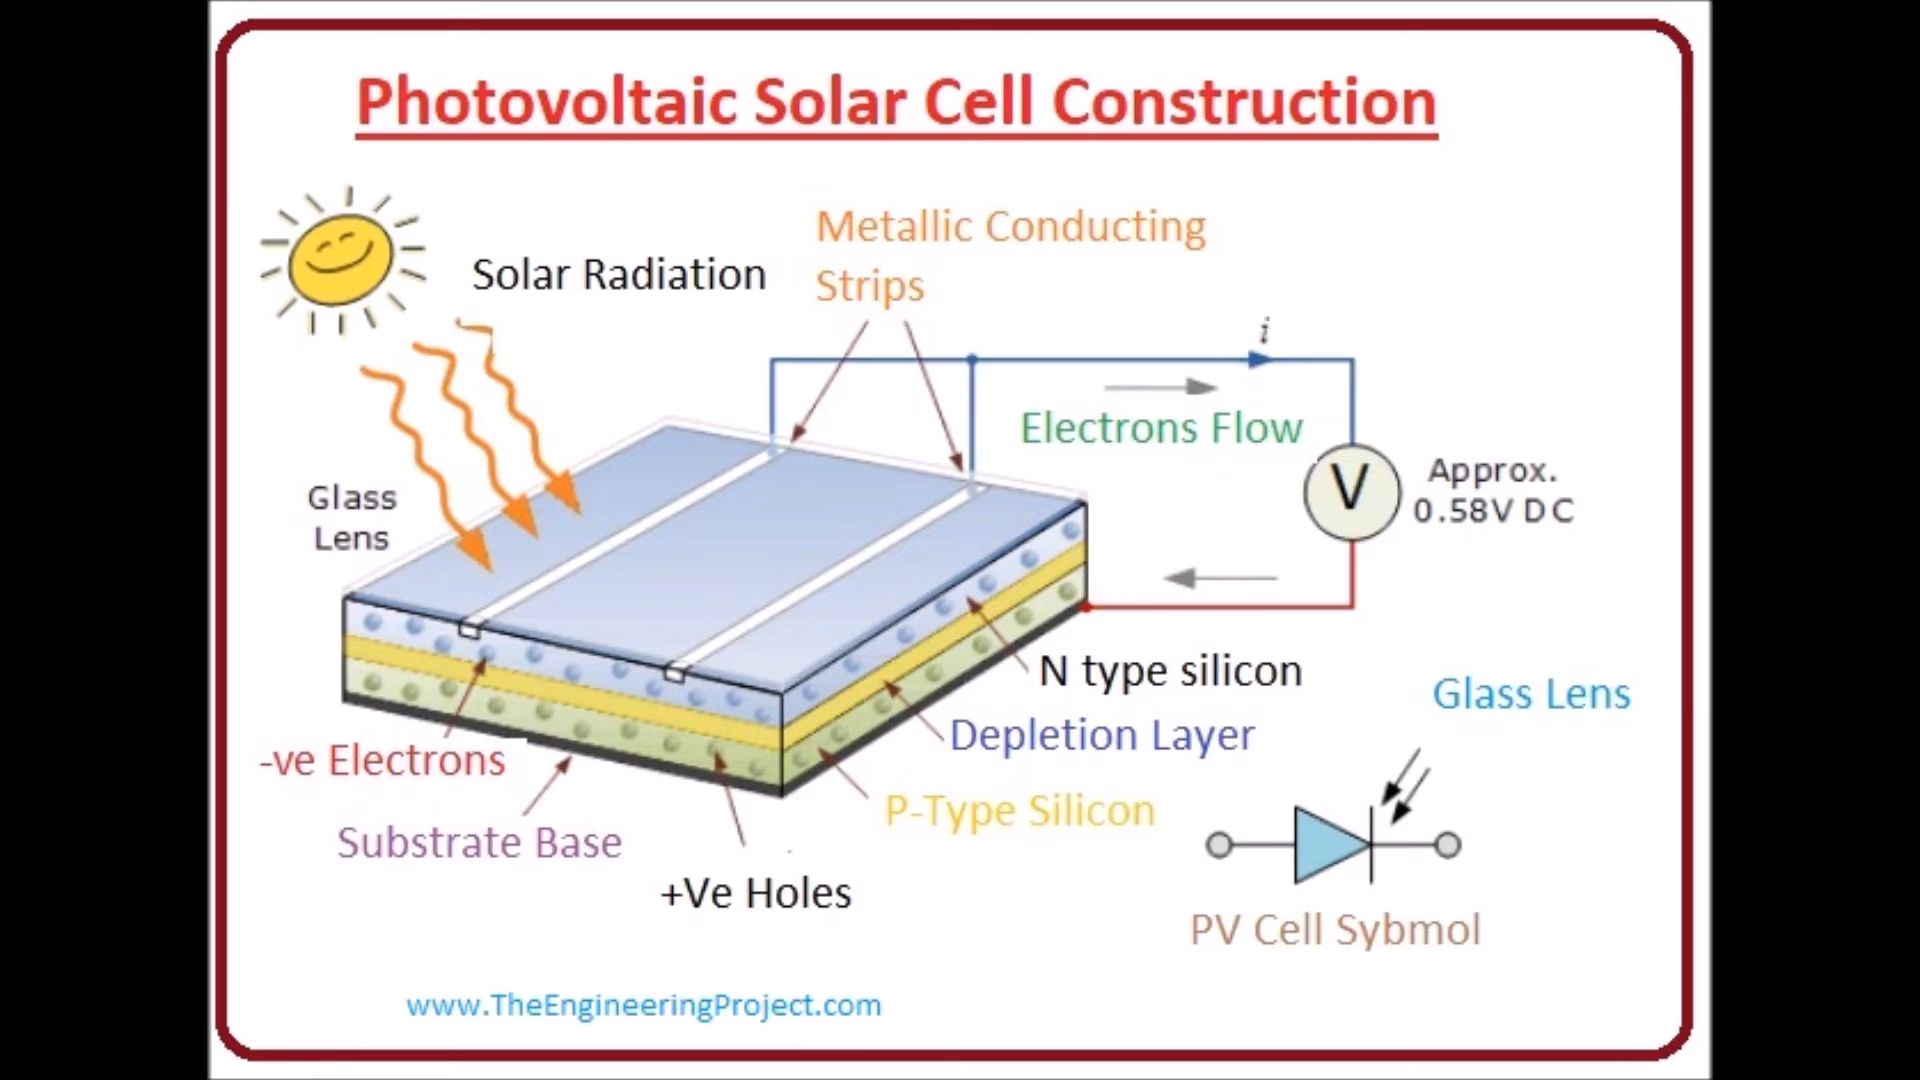 Photovoltaic Solar Cell Construction
Metallic Conducting
Strips
Solar Radiation
i
Electrons Flow
V
Approx.
0.58V DC
Glass
Lens
N type silicon
Glass Lens
Depletion Layer
-ve Electrons
P-Type Silicon
Substrate Base
+Ve Holes
PV Cell Sybmol
www.TheEngineeringProject.com